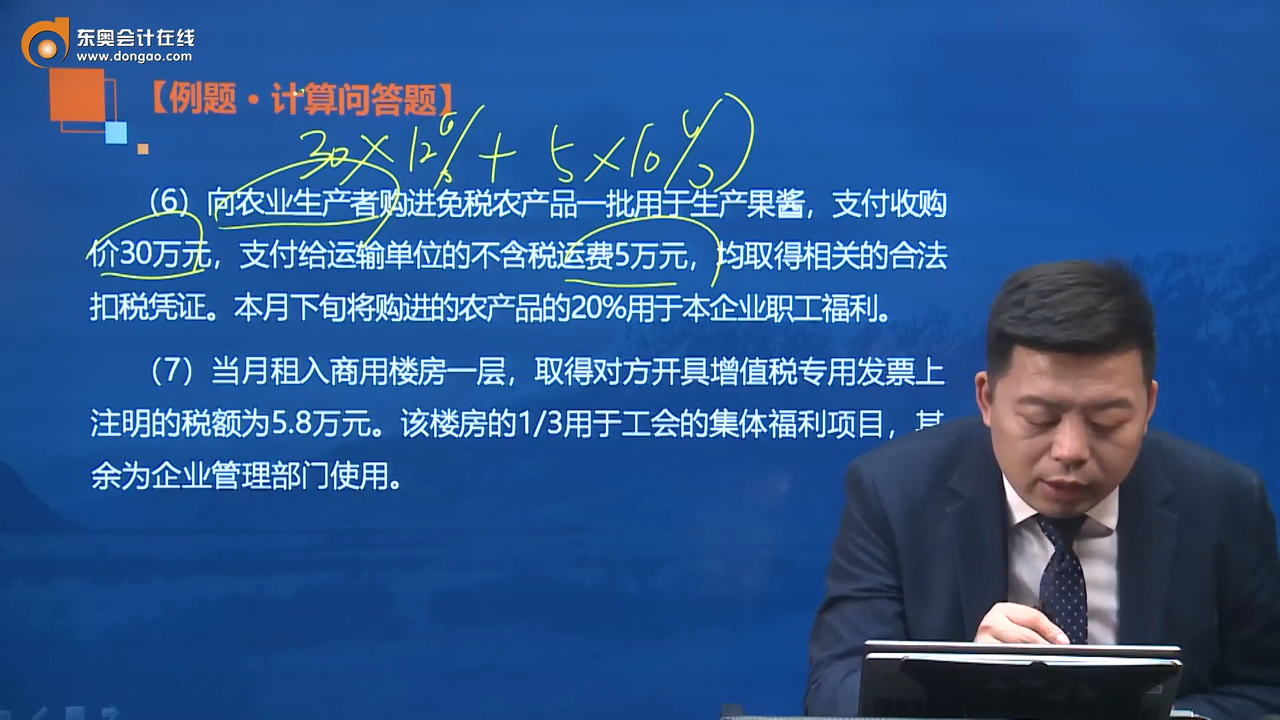 东奥会计在线
www.dongao.com
【例题·计算问答题】
30×12%+5×10%)
（6）向农业生产者购进免税农产品一批用于生产果酱，支付收购
价30万元，支付给运输单位的不含税运费5万元，均取得相关的合法
扣税凭证。本月下旬将购进的农产品的20%用于本企业职工福利。
（7）当月租入商用楼房一层，取得对方开具增值税专用发票上
注明的税额为5.8万元。该楼房的1/3用于工会的集体福利项目，其
余为企业管理部门使用。